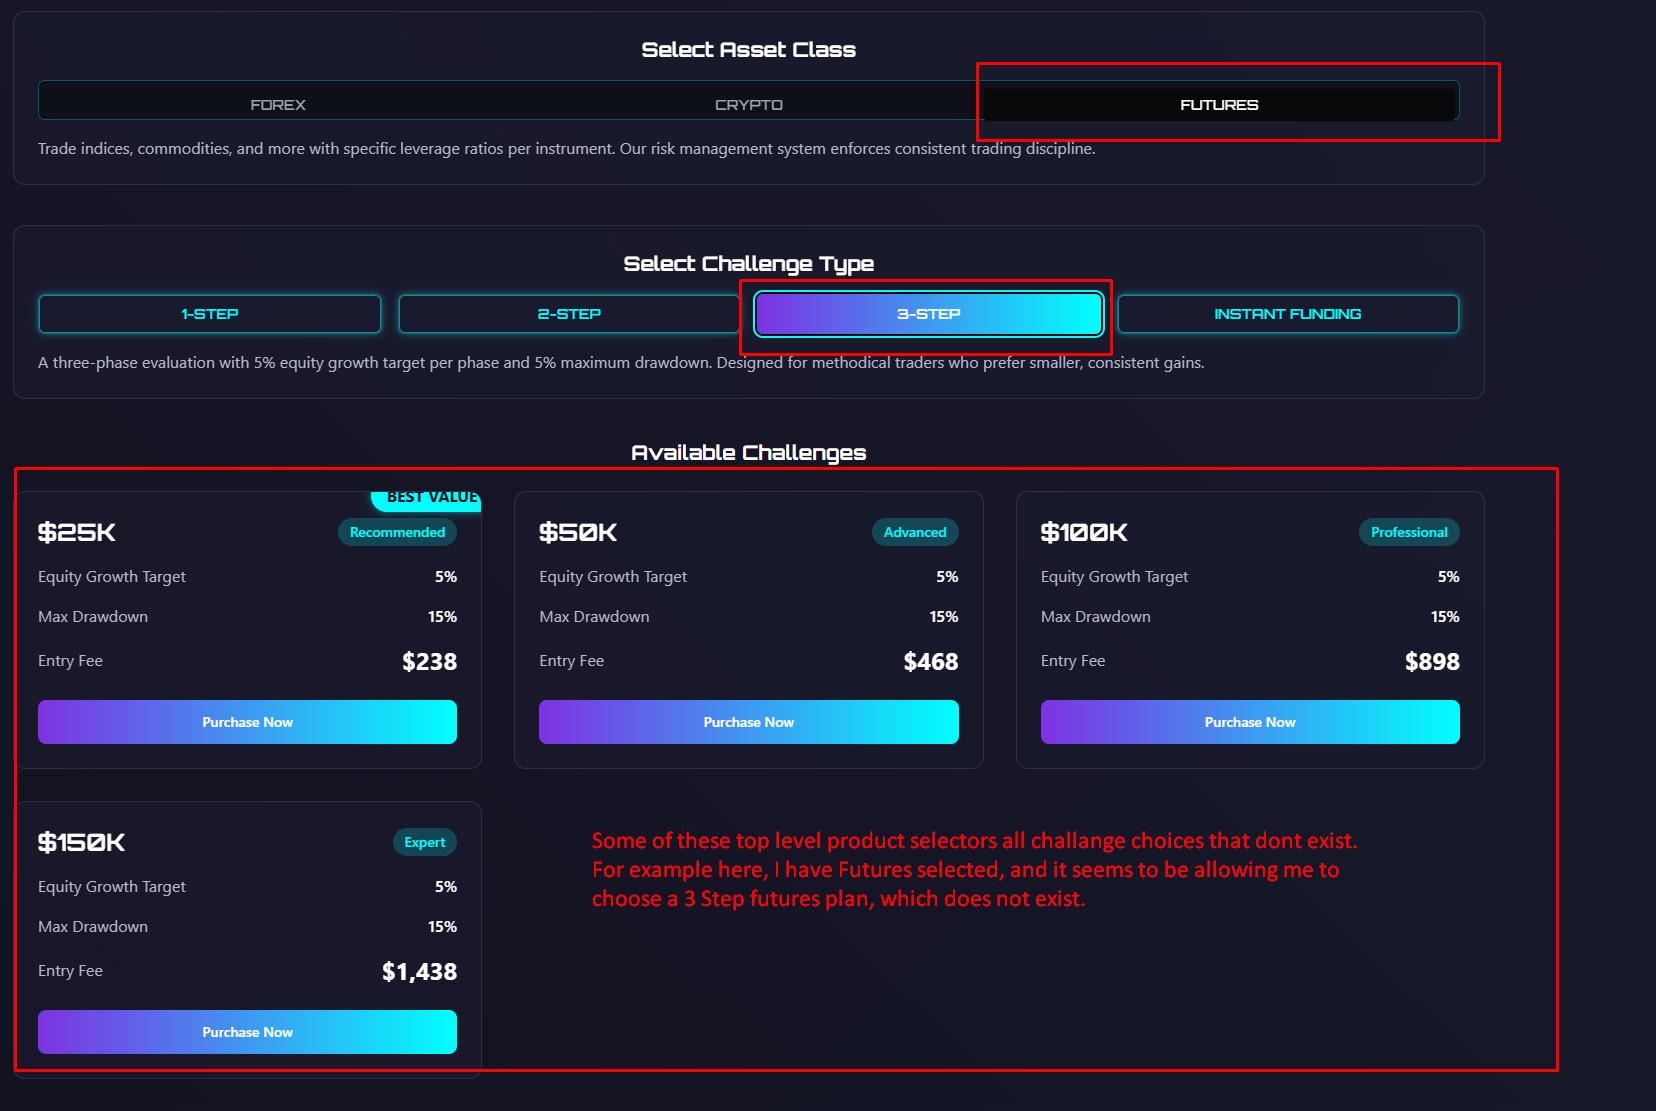 Select Asset Class
FOREX
CRYPTO
FUTURES
Trade indices, commodities, and more with specific leverage ratios per instrument. Our risk management system enforces consistent trading discipline.
Select Challenge Type
1-STEP
2-STEP
3-STEP
INSTANT FUNDING
A three-phase evaluation with 5% equity growth target per phase and 5% maximum drawdown. Designed for methodical traders who prefer smaller, consistent gains.
Available Challenges
BEST VALUE
$25K
Recommended
Equity Growth Target 5%
Max Drawdown 15%
Entry Fee $238
Purchase Now
$50K
Advanced
Equity Growth Target 5%
Max Drawdown 15%
Entry Fee $468
Purchase Now
$100K
Professional
Equity Growth Target 5%
Max Drawdown 15%
Entry Fee $898
Purchase Now
$150K
Expert
Equity Growth Target 5%
Max Drawdown 15%
Entry Fee $1,438
Purchase Now
Some of these top level product selectors all challange choices that dont exist.
For example here, I have Futures selected, and it seems to be allowing me to
choose a 3 Step futures plan, which does not exist.